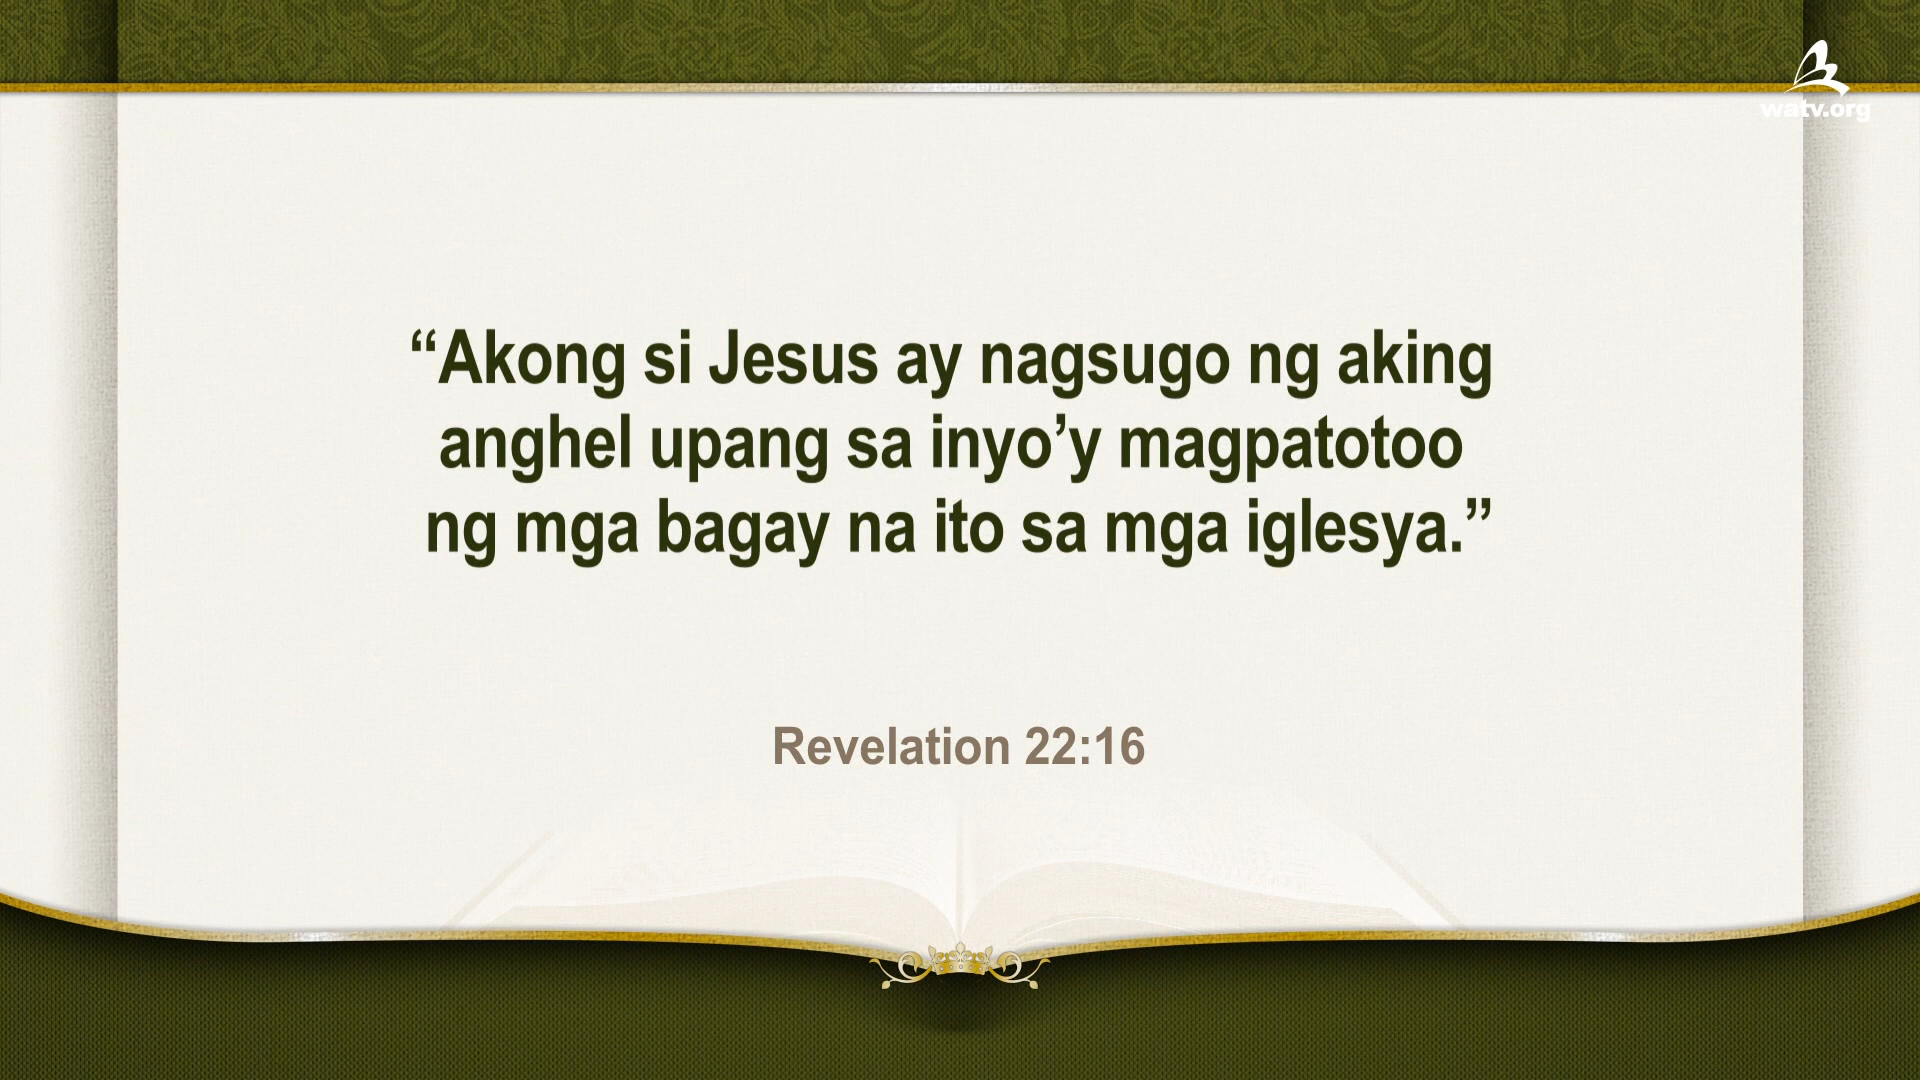 watv.org
“Akong si Jesus ay nagsugo ng aking
anghel upang sa inyo’y magpatotoo
ng mga bagay na ito sa mga iglesya.”
Revelation 22:16